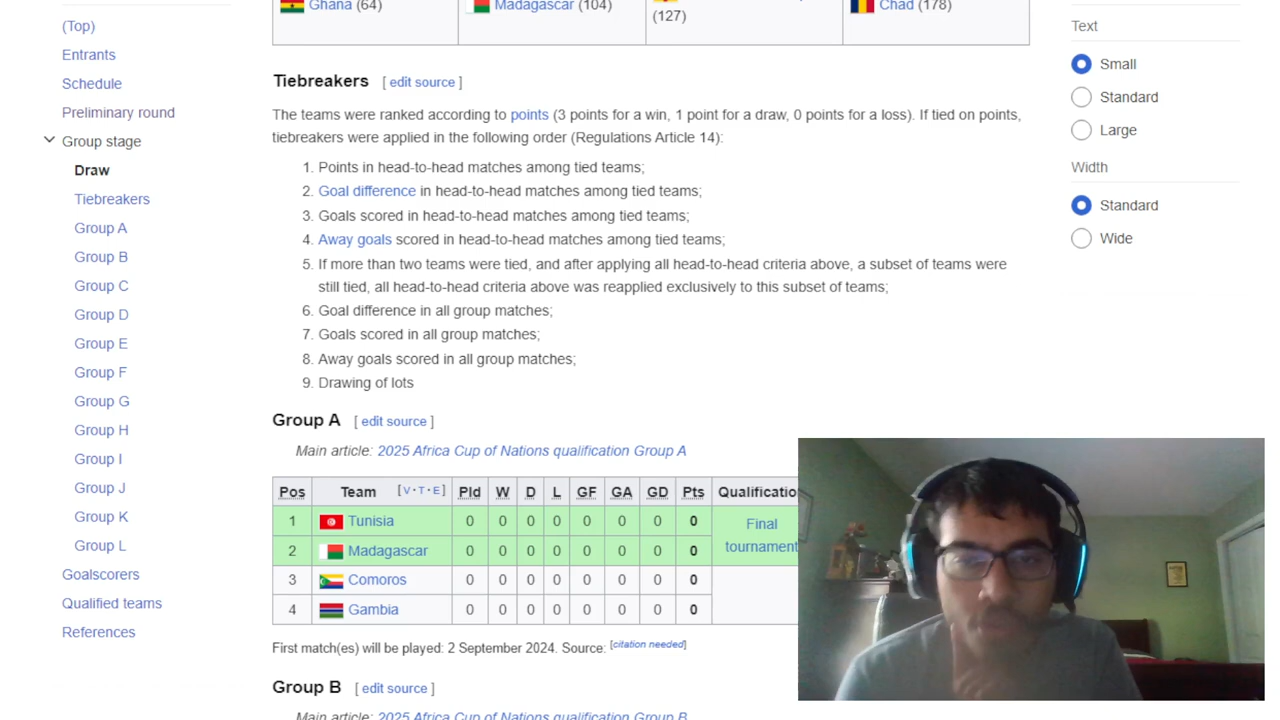 Ghana (64) Madagascar (104) (127) Chad (178)
(Top)
Entrants
Schedule
Preliminary round
Group stage
Draw
Tiebreakers
Group A
Group B
Group C
Group D
Group E
Group F
Group G
Group H
Group I
Group J
Group K
Group L
Goalscorers
Qualified teams
References
Tiebreakers [ edit source ]
The teams were ranked according to points (3 points for a win, 1 point for a draw, 0 points for a loss). If tied on points,
tiebreakers were applied in the following order (Regulations Article 14):
1. Points in head-to-head matches among tied teams;
2. Goal difference in head-to-head matches among tied teams;
3. Goals scored in head-to-head matches among tied teams;
4. Away goals scored in head-to-head matches among tied teams;
5. If more than two teams were tied, and after applying all head-to-head criteria above, a subset of teams were
still tied, all head-to-head criteria above was reapplied exclusively to this subset of teams;
6. Goal difference in all group matches;
7. Goals scored in all group matches;
8. Away goals scored in all group matches;
9. Drawing of lots
Group A [ edit source ]
Main article: 2025 Africa Cup of Nations qualification Group A
Pos Team [V·T·E] Pld W D L GF GA GD Pts Qualificatio
1 Tunisia 0 0 0 0 0 0 0 0 Final
tournament
2 Madagascar 0 0 0 0 0 0 0 0
3 Comoros 0 0 0 0 0 0 0 0
4 Gambia 0 0 0 0 0 0 0 0
First match(es) will be played: 2 September 2024. Source: [citation needed]
Group B [ edit source ]
Main article: 2025 Africa Cup of Nations qualification Group B
Text
Small
Standard
Large
Width
Standard
Wide